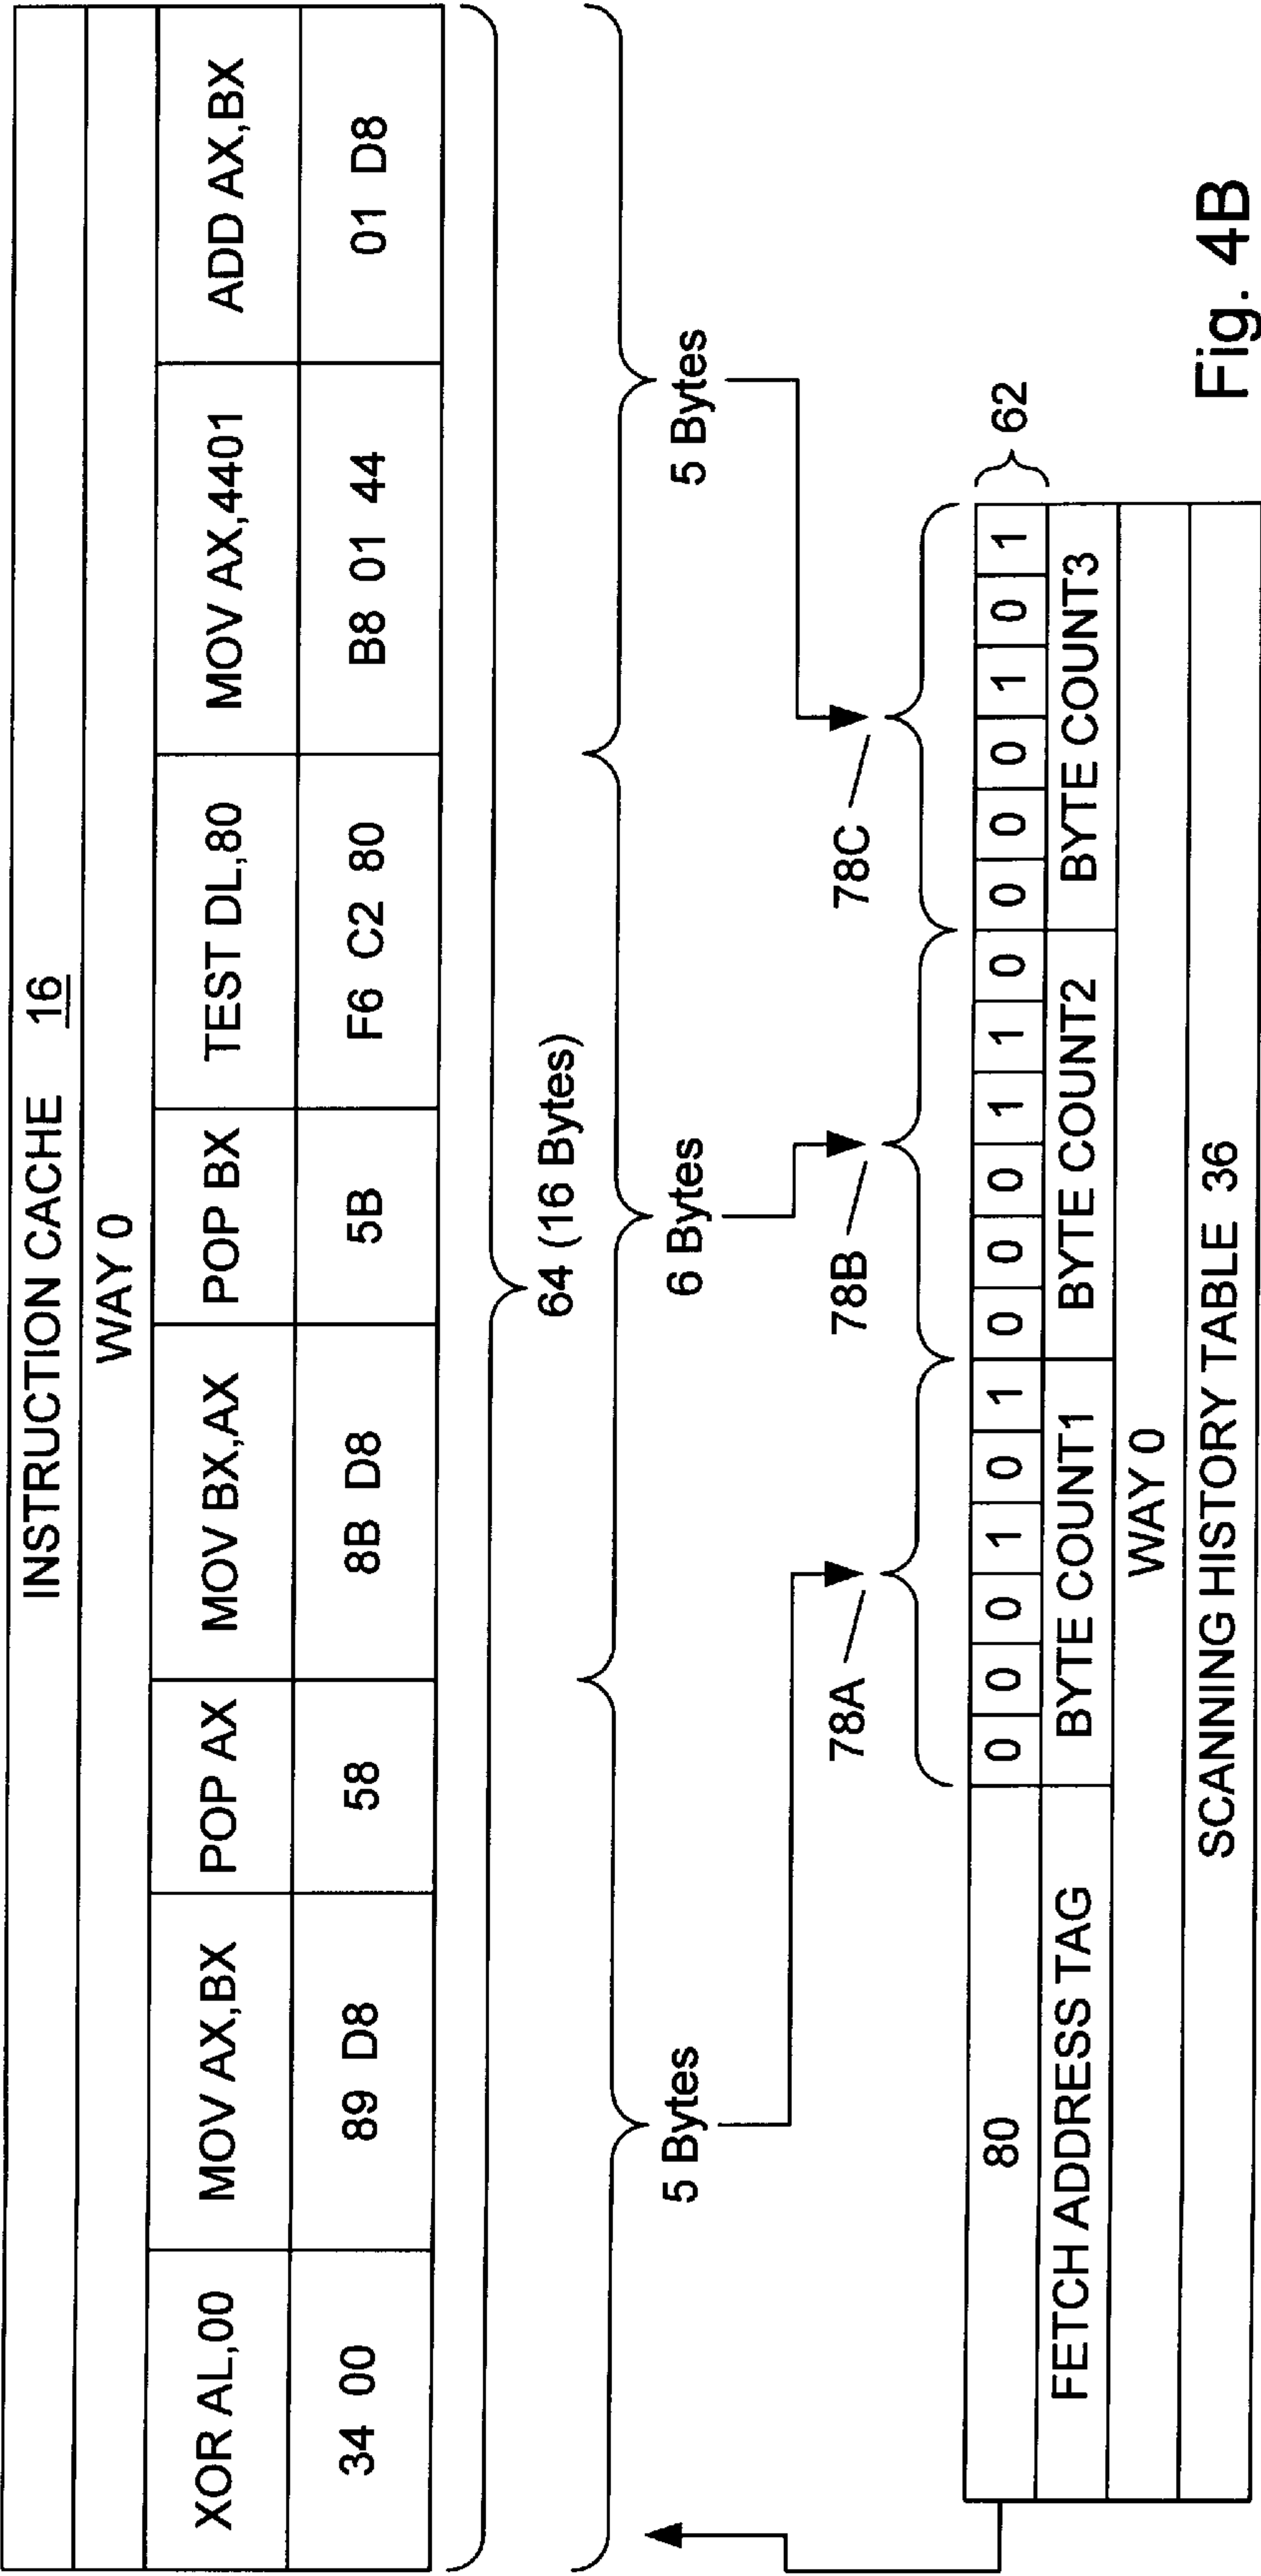 INSTRUCTION CACHE 16
WAY 0
XOR AL,00 MOV AX,BX POP AX MOV BX,AX POP BX TEST DL,80 MOV AX,4401 ADD AX,BX
34 00 89 D8 58 8B D8 5B F6 C2 80 B8 01 44 01 D8
64 (16 Bytes)
5 Bytes 6 Bytes 5 Bytes
78A 78B 78C
80 0 0 0 1 0 1 0 0 0 1 1 0 0 0 0 1 0 1 62
FETCH ADDRESS TAG BYTE COUNT1 BYTE COUNT2 BYTE COUNT3
WAY 0
SCANNING HISTORY TABLE 36
Fig. 4B